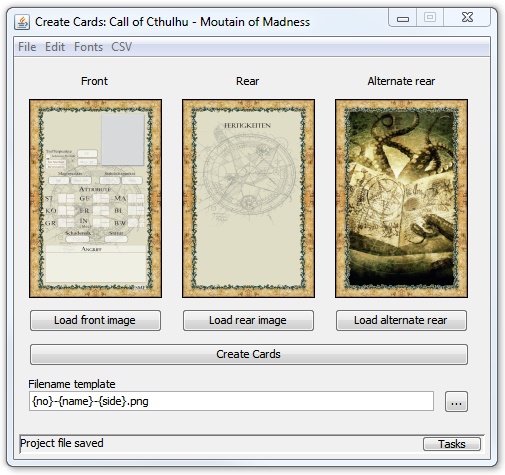 Create Cards: Call of Cthulhu - Moutain of Madness
File Edit Fonts CSV
Front Rear Alternate rear
FERTIGKEITEN
ATTRIBUTE
ST GE MA
KO ER BI
GR IN BW
Schadensb. Status
ANGRIFF
Load front image Load rear image Load alternate rear
Create Cards
Filename template
{no}-{name}-{side}.png
...
Project file saved Tasks